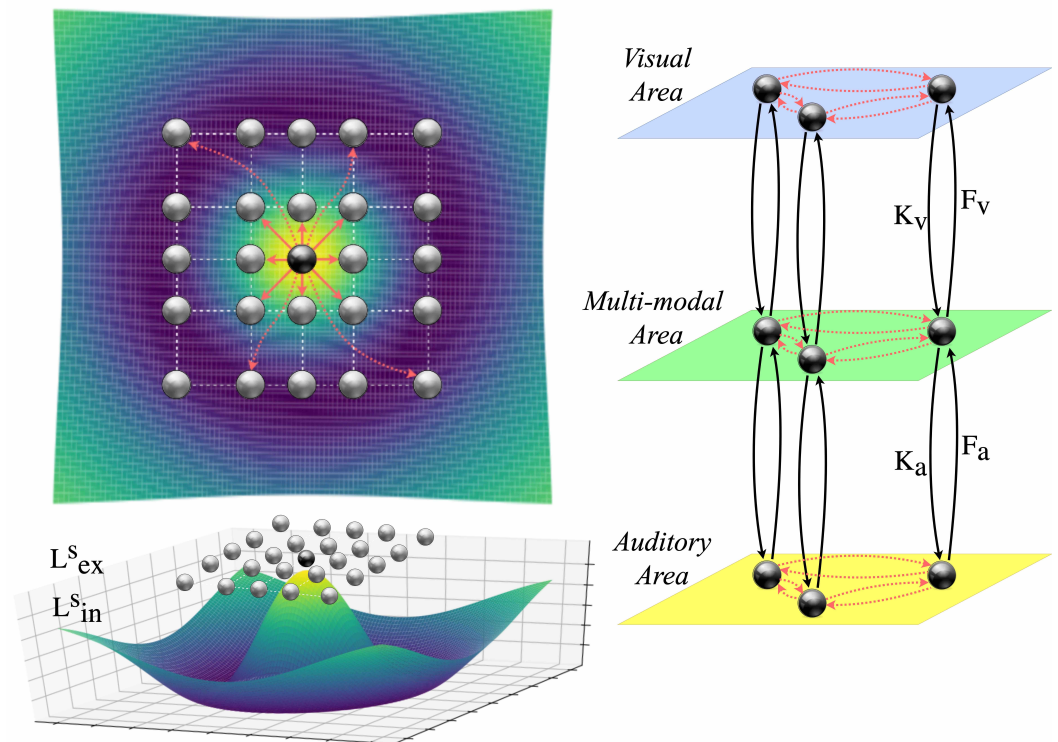 Visual
Area
Kv
Fv
Multi-modal
Area
Ka
Fa
Auditory
Area
Lsex
Lsin